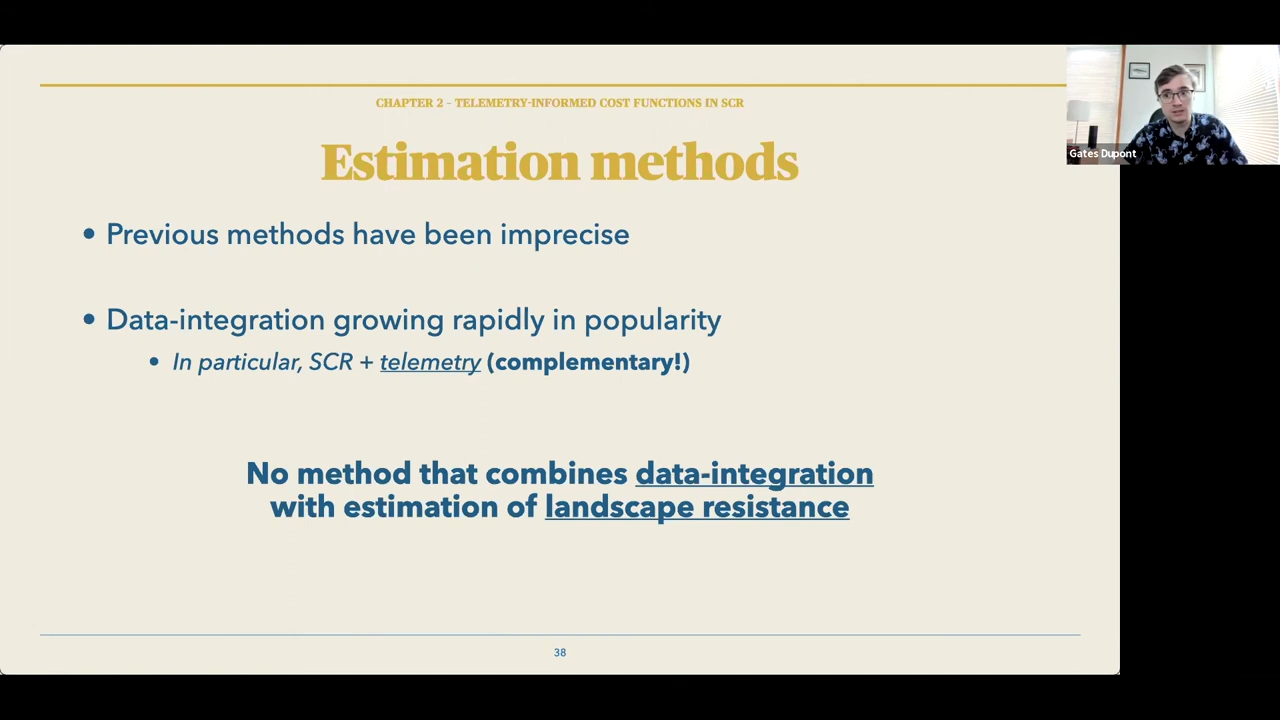 CHAPTER 2 - TELEMETRY-INFORMED COST FUNCTIONS IN SCR
Estimation methods
• Previous methods have been imprecise
• Data-integration growing rapidly in popularity
• In particular, SCR + telemetry (complementary!)
No method that combines data-integration
with estimation of landscape resistance
38
Gates Dupont